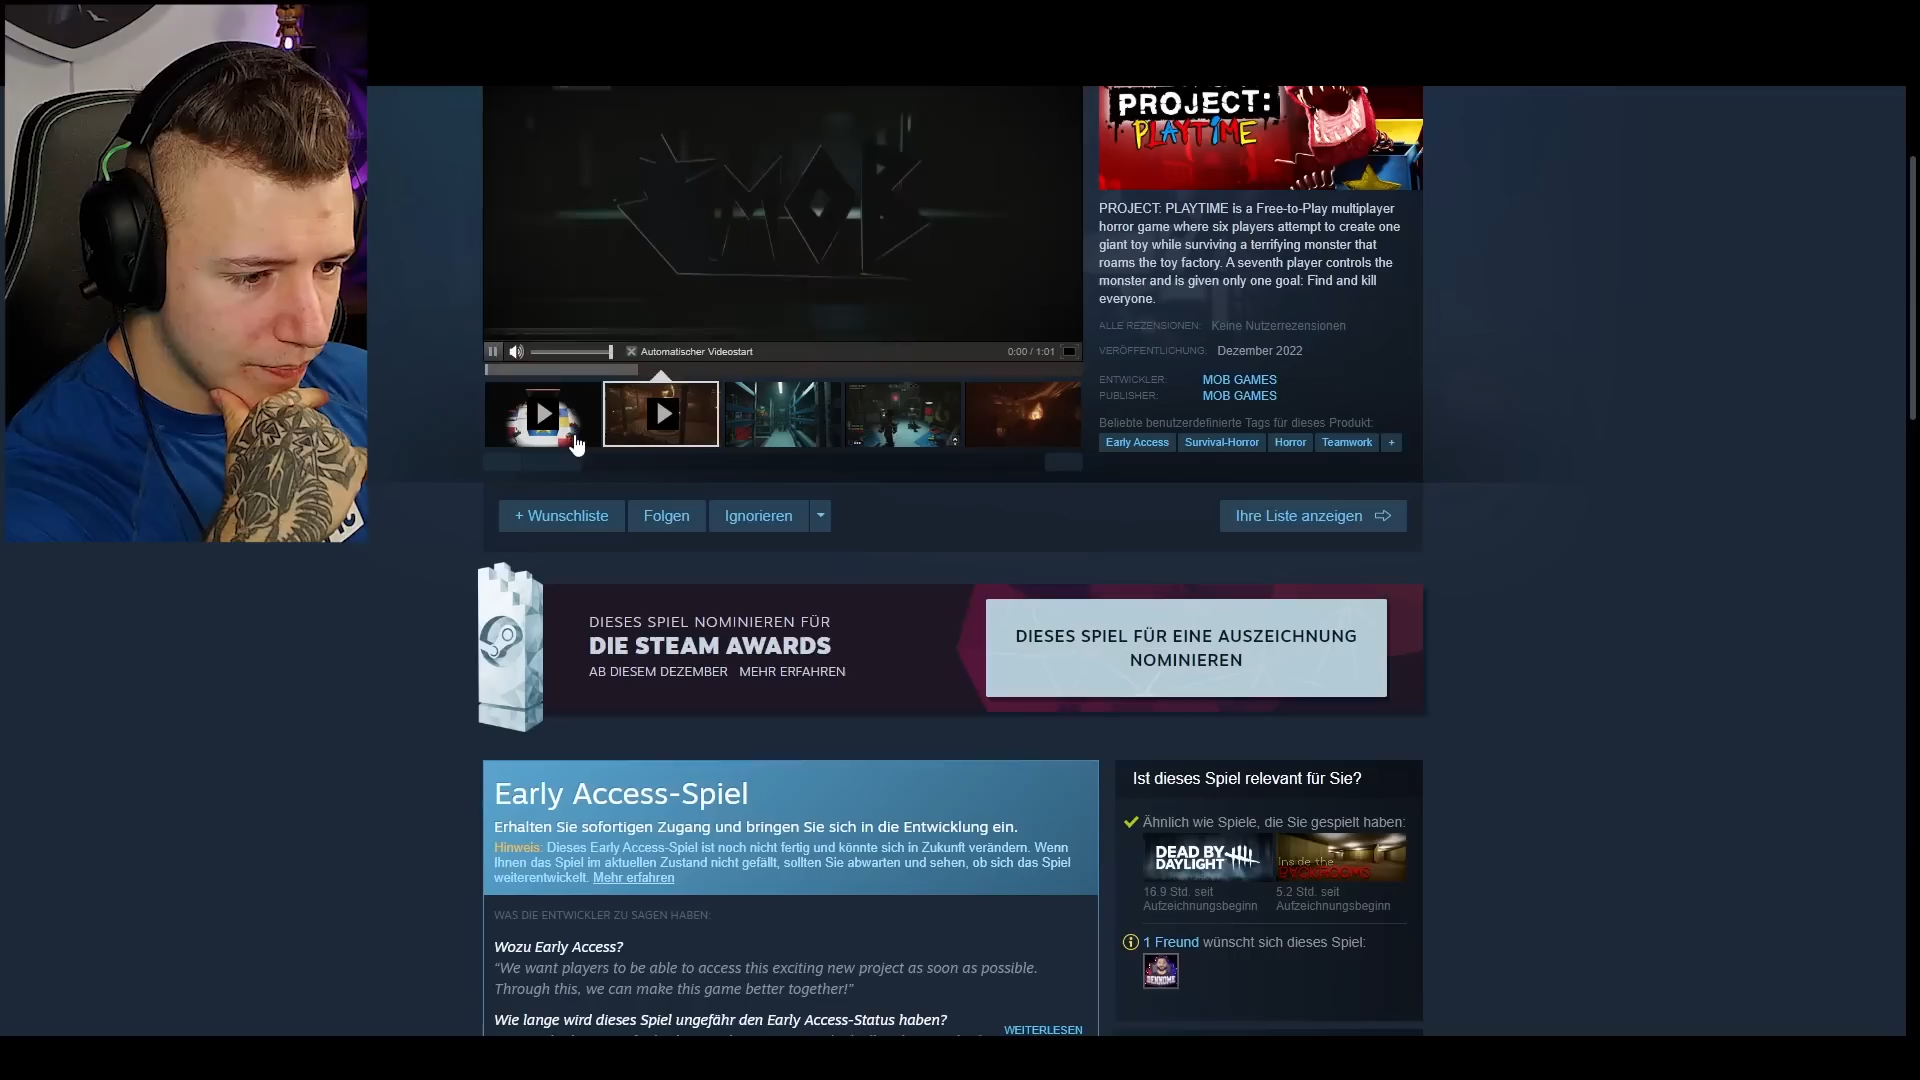 MOB
PROJECT:
PLAYTIME
PROJECT: PLAYTIME is a Free-to-Play multiplayer
horror game where six players attempt to create one
giant toy while surviving a terrifying monster that
roams the toy factory. A seventh player controls the
monster and is given only one goal: Find and kill
everyone.
ALLE REZENSIONEN: Keine Nutzerrezensionen
VERÖFFENTLICHUNG: Dezember 2022
ENTWICKLER: MOB GAMES
PUBLISHER: MOB GAMES
Beliebte benutzerdefinierte Tags für dieses Produkt:
Early Access Survival-Horror Horror Teamwork +
Automatischer Videostart 0:00 / 1:01
+ Wunschliste Folgen Ignorieren Ihre Liste anzeigen
DIESES SPIEL NOMINIEREN FÜR
DIE STEAM AWARDS
AB DIESEM DEZEMBER MEHR ERFAHREN
DIESES SPIEL FÜR EINE AUSZEICHNUNG
NOMINIEREN
Early Access-Spiel
Erhalten Sie sofortigen Zugang und bringen Sie sich in die Entwicklung ein.
Hinweis: Dieses Early Access-Spiel ist noch nicht fertig und könnte sich in Zukunft verändern. Wenn
Ihnen das Spiel im aktuellen Zustand nicht gefällt, sollten Sie abwarten und sehen, ob sich das Spiel
weiterentwickelt. Mehr erfahren
WAS DIE ENTWICKLER ZU SAGEN HABEN:
Wozu Early Access?
“We want players to be able to access this exciting new project as soon as possible.
Through this, we can make this game better together!”
Wie lange wird dieses Spiel ungefähr den Early Access-Status haben?
WEITERLESEN
Ist dieses Spiel relevant für Sie?
Ähnlich wie Spiele, die Sie gespielt haben:
DEAD BY
DAYLIGHT
Inside the
BACKROOMS
16.9 Std. seit
Aufzeichnungsbeginn
5.2 Std. seit
Aufzeichnungsbeginn
1 Freund wünscht sich dieses Spiel: